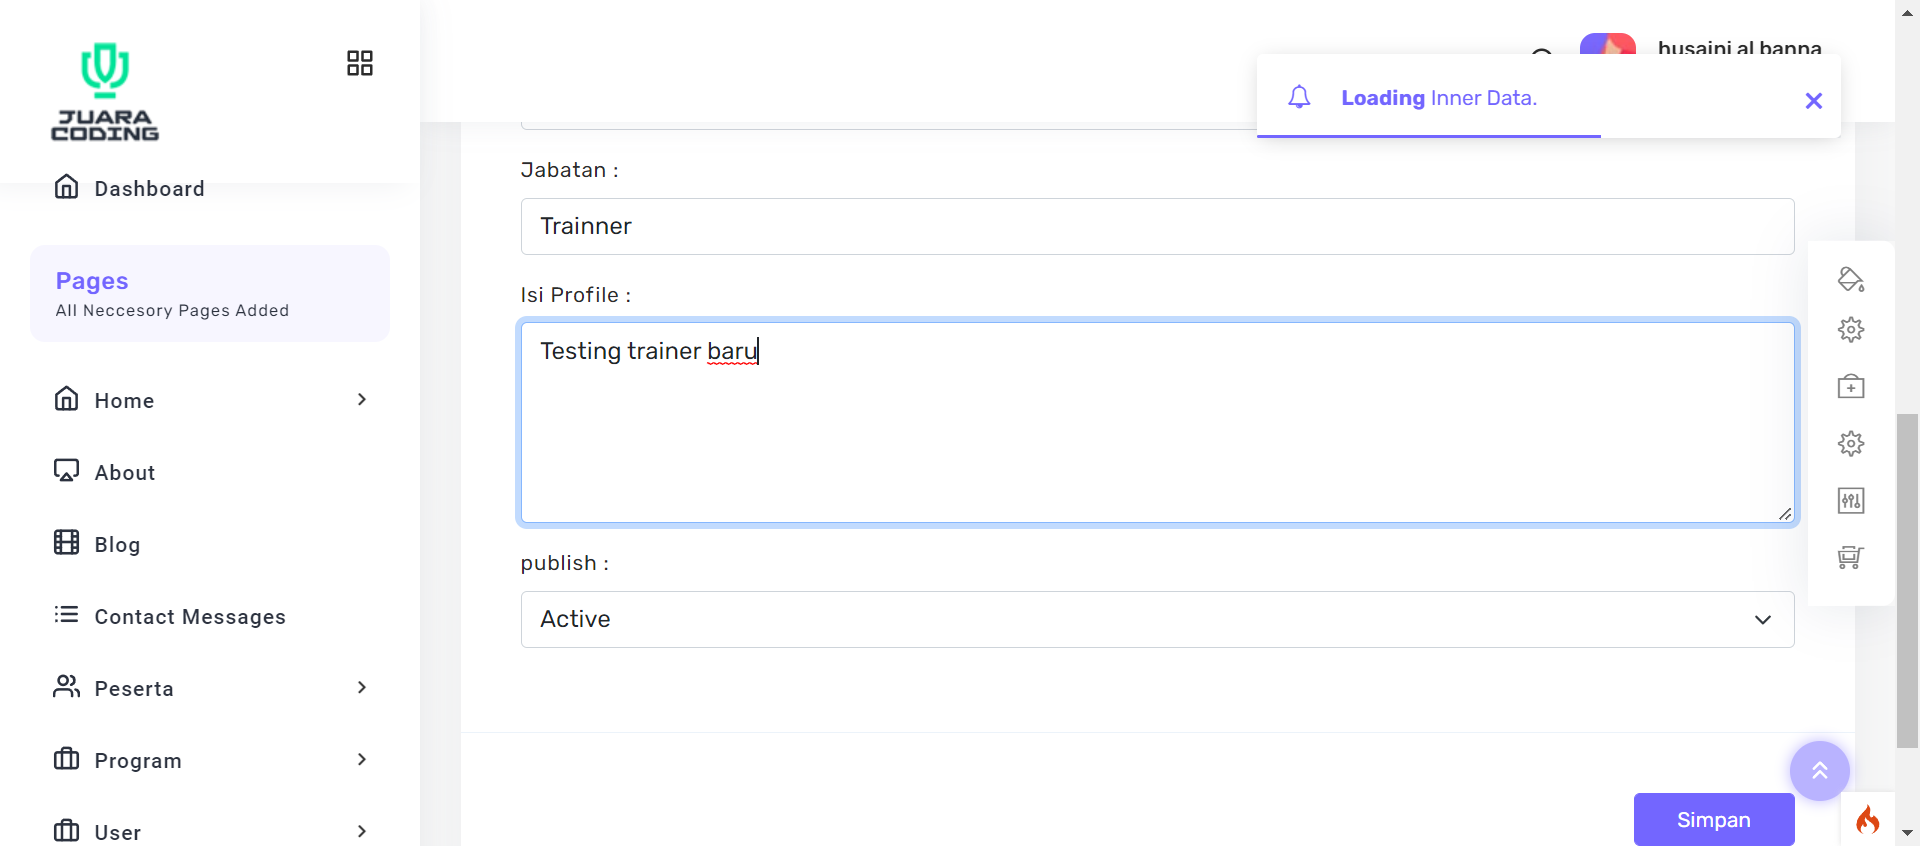 JUARA
CODING
husaini al banna
Loading Inner Data.
Dashboard
Pages
All Neccesory Pages Added
Home
About
Blog
Contact Messages
Peserta
Program
User
Jabatan :
Trainner
Isi Profile :
Testing trainer baru
publish :
Active
Simpan